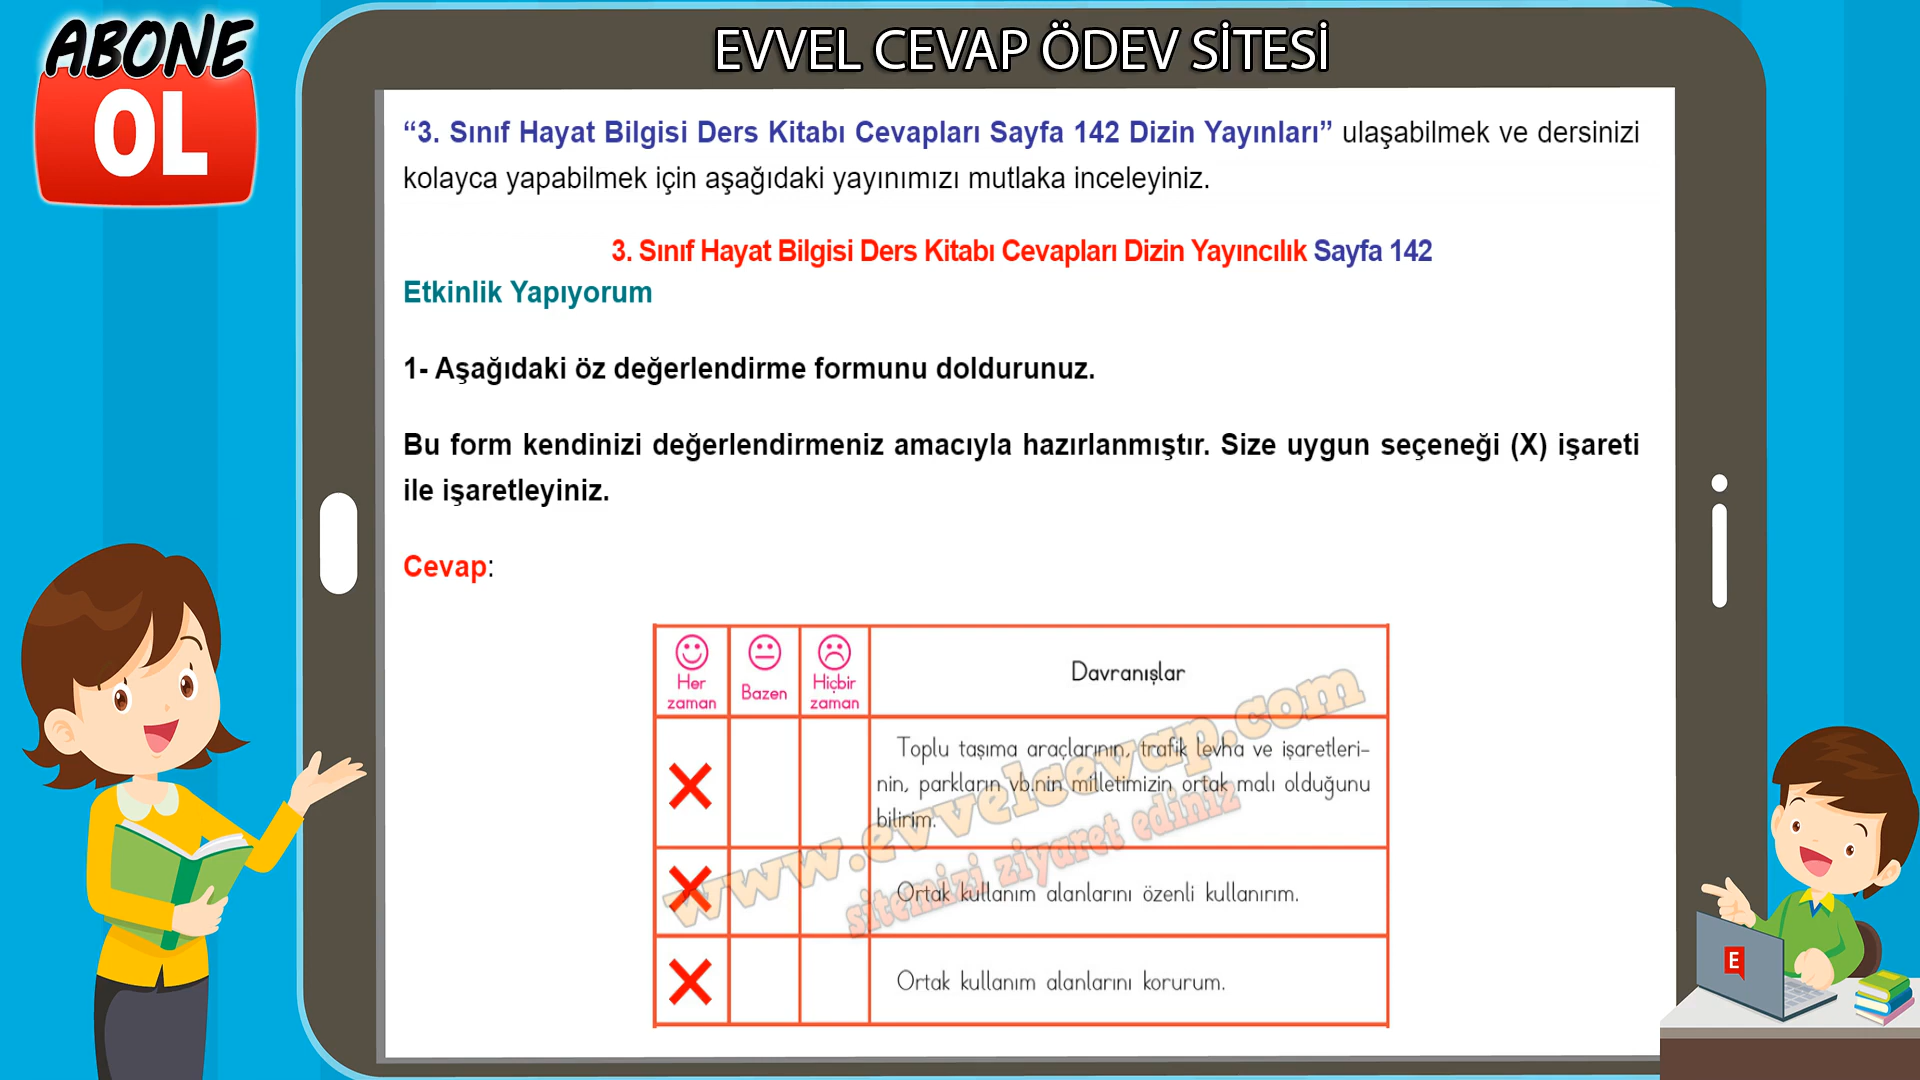 ABONE
OL
EVVEL CEVAP ÖDEV SİTESİ
“3. Sınıf Hayat Bilgisi Ders Kitabı Cevapları Sayfa 142 Dizin Yayınları” ulaşabilmek ve dersinizi
kolayca yapabilmek için aşağıdaki yayınımızı mutlaka inceleyiniz.
3. Sınıf Hayat Bilgisi Ders Kitabı Cevapları Dizin Yayıncılık Sayfa 142
Etkinlik Yapıyorum
1- Aşağıdaki öz değerlendirme formunu doldurunuz.
Bu form kendinizi değerlendirmeniz amacıyla hazırlanmıştır. Size uygun seçeneği (X) işareti
ile işaretleyiniz.
Cevap:
Her
zaman
Bazen
Hiçbir
zaman
Davranışlar
Toplu taşıma araçlarının, trafik levha ve işaretleri-
nin, parkların vb.nin milletimizin ortak malı olduğunu
bilirim.
Ortak kullanım alanlarını özenli kullanırım.
Ortak kullanım alanlarını korurum.
www.evvelcevap.com
sitemizi ziyaret ediniz
E